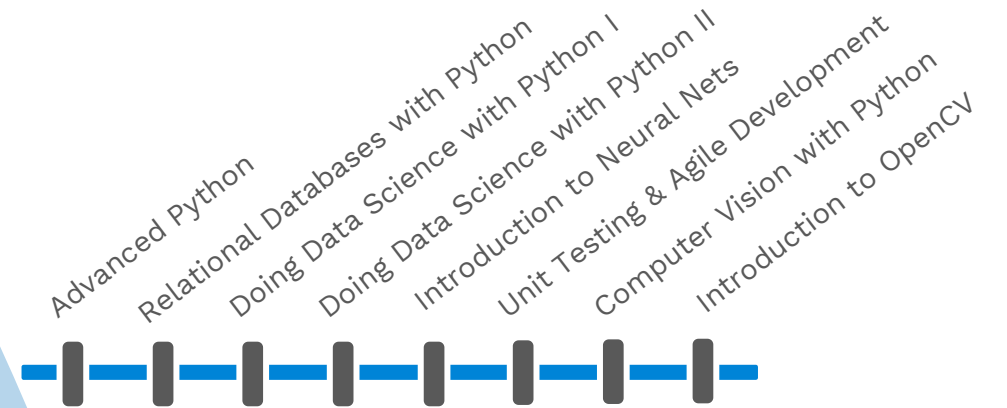 Advanced Python
Relational Databases with Python
Doing Data Science with Python I
Doing Data Science with Python II
Introduction to Neural Nets
Unit Testing & Agile Development
Computer Vision with Python
Introduction to OpenCV